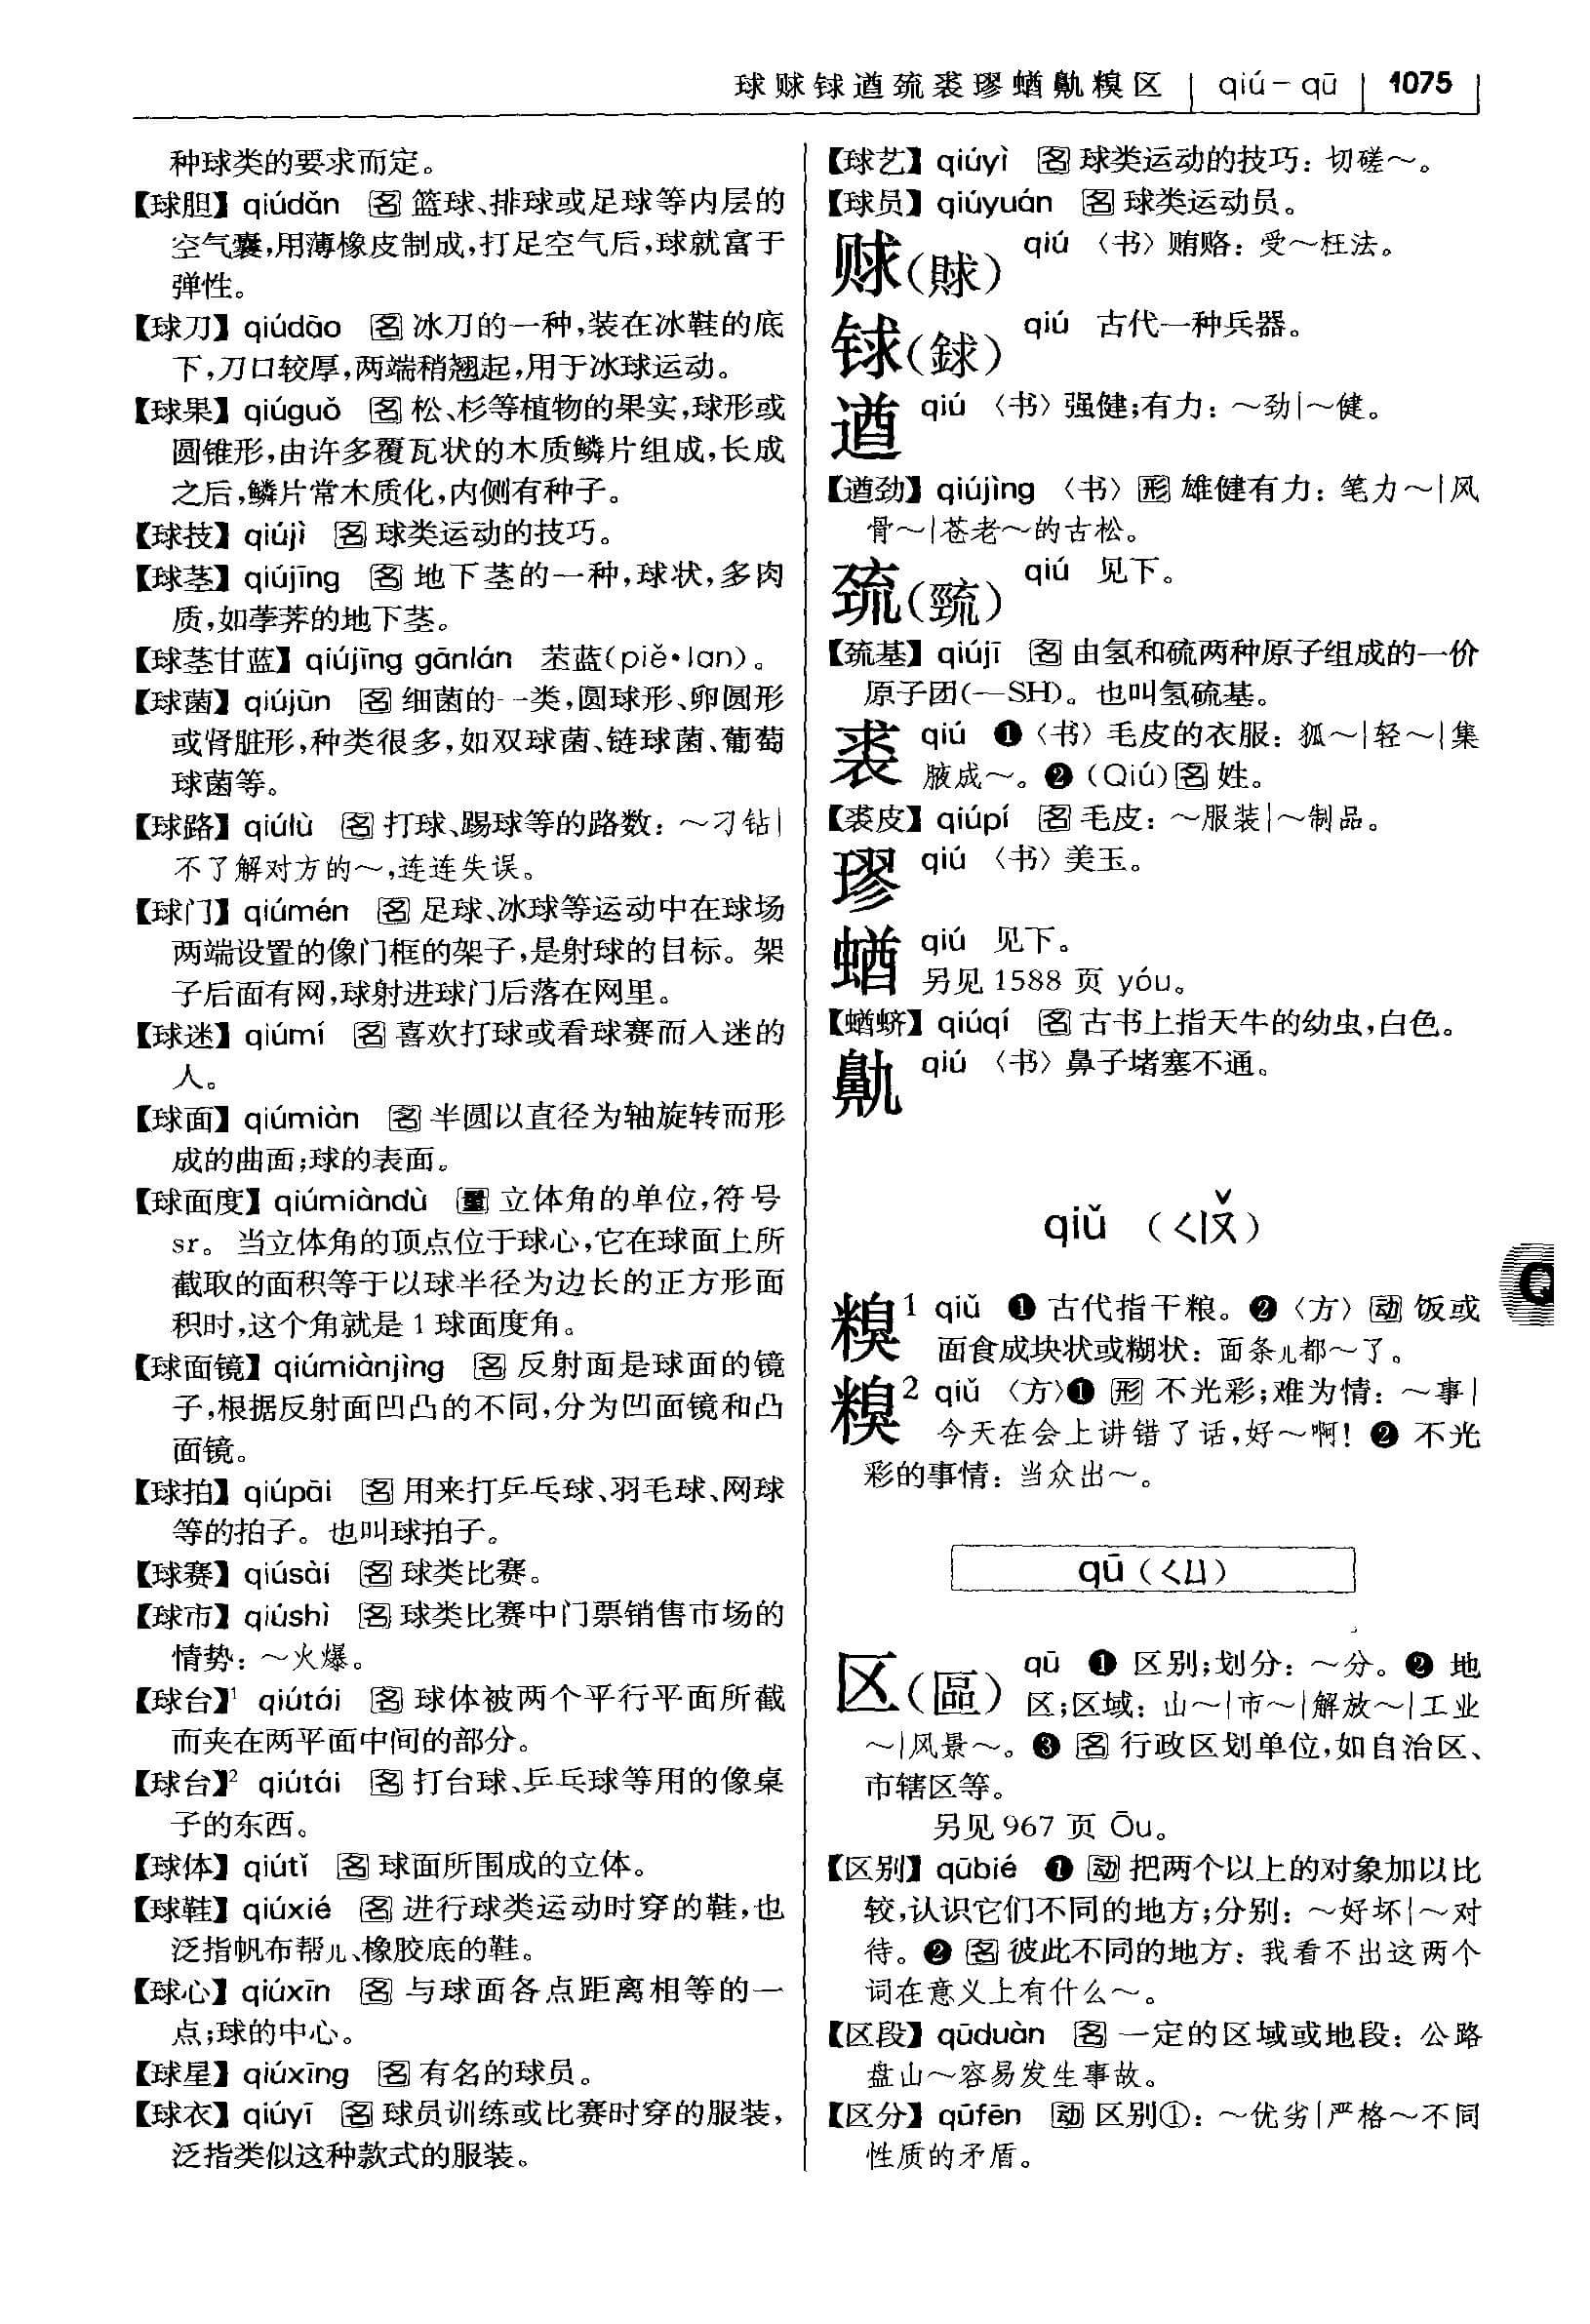 球赇铽遒巯裘璆蝤鼽糗区 qiú－qū 1075
种球类的要求而定。
【球胆】qiúdǎn 名 篮球、排球或足球等内层的
空气囊,用薄橡皮制成,打足空气后,球就富于
弹性。
【球刀】qiúdāo 名 冰刀的一种,装在冰鞋的底
下,刀口较厚,两端稍翘起,用于冰球运动。
【球果】qiúguǒ 名 松、杉等植物的果实,球形或
圆锥形,由许多覆瓦状的木质鳞片组成,长成
之后,鳞片常木质化,内侧有种子。
【球技】qiújì 名 球类运动的技巧。
【球茎】qiújīng 名 地下茎的一种,球状,多肉
质,如荸荠的地下茎。
【球茎甘蓝】qiújīng gānlán 苤蓝(piě•lan)。
【球菌】qiújūn 名 细菌的一类,圆球形、卵圆形
或肾脏形,种类很多,如双球菌、链球菌、葡萄
球菌等。
【球路】qiúlù 名 打球、踢球等的路数：～刁钻|
不了解对方的～,连连失误。
【球门】qiúmén 名 足球、冰球等运动中在球场
两端设置的像门框的架子,是射球的目标。架
子后面有网,球射进球门后落在网里。
【球迷】qiúmí 名 喜欢打球或看球赛而入迷的
人。
【球面】qiúmiàn 名 半圆以直径为轴旋转而形
成的曲面;球的表面。
【球面度】qiúmiàndù 量 立体角的单位,符号
sr。当立体角的顶点位于球心,它在球面上所
截取的面积等于以球半径为边长的正方形面
积时,这个角就是1球面度角。
【球面镜】qiúmiànjìng 名 反射面是球面的镜
子,根据反射面凹凸的不同,分为凹面镜和凸
面镜。
【球拍】qiúpāi 名 用来打乒乓球、羽毛球、网球
等的拍子。也叫球拍子。
【球赛】qiúsài 名 球类比赛。
【球市】qiúshì 名 球类比赛中门票销售市场的
情势：～火爆。
【球台】¹ qiútái 名 球体被两个平行平面所截
而夹在两平面中间的部分。
【球台】² qiútái 名 打台球、乒乓球等用的像桌
子的东西。
【球体】qiútǐ 名 球面所围成的立体。
【球鞋】qiúxié 名 进行球类运动时穿的鞋,也
泛指帆布帮儿、橡胶底的鞋。
【球心】qiúxīn 名 与球面各点距离相等的一
点;球的中心。
【球星】qiúxīng 名 有名的球员。
【球衣】qiúyī 名 球员训练或比赛时穿的服装,
泛指类似这种款式的服装。
【球艺】qiúyì 名 球类运动的技巧：切磋～。
【球员】qiúyuán 名 球类运动员。
赇(賕) qiú 〈书〉贿赂：受～枉法。
铽(銶) qiú 古代一种兵器。
遒 qiú 〈书〉强健;有力：～劲|～健。
【遒劲】qiújìng 〈书〉形 雄健有力：笔力～|风
骨～|苍老～的古松。
巯(巰) qiú 见下。
【巯基】qiújī 名 由氢和硫两种原子组成的一价
原子团(—SH)。也叫氢硫基。
裘 qiú ❶〈书〉毛皮的衣服：狐～|轻～|集
腋成～。❷(Qiú)名 姓。
【裘皮】qiúpí 名 毛皮：～服装|～制品。
璆 qiú 〈书〉美玉。
蝤 qiú 见下。
另见1588页 yóu。
【蝤蛴】qiúqí 名 古书上指天牛的幼虫,白色。
鼽 qiú 〈书〉鼻子堵塞不通。
qiǔ （ㄑㄧㄡˇ）
糗¹ qiǔ ❶古代指干粮。❷〈方〉动 饭或
面食成块状或糊状：面条儿都～了。
糗² qiǔ 〈方〉❶形 不光彩;难为情：～事|
今天在会上讲错了话,好～啊！❷不光
彩的事情：当众出～。
qū（ㄑㄩ）
区(區) qū ❶区别;划分：～分。❷地
区;区域：山～|市～|解放～|工业
～|风景～。❸名 行政区划单位,如自治区、
市辖区等。
另见967页 Ōu。
【区别】qūbié ❶动 把两个以上的对象加以比
较,认识它们不同的地方;分别：～好坏|～对
待。❷名 彼此不同的地方：我看不出这两个
词在意义上有什么～。
【区段】qūduàn 名 一定的区域或地段：公路
盘山～容易发生事故。
【区分】qūfēn 动 区别①：～优劣|严格～不同
性质的矛盾。
Q